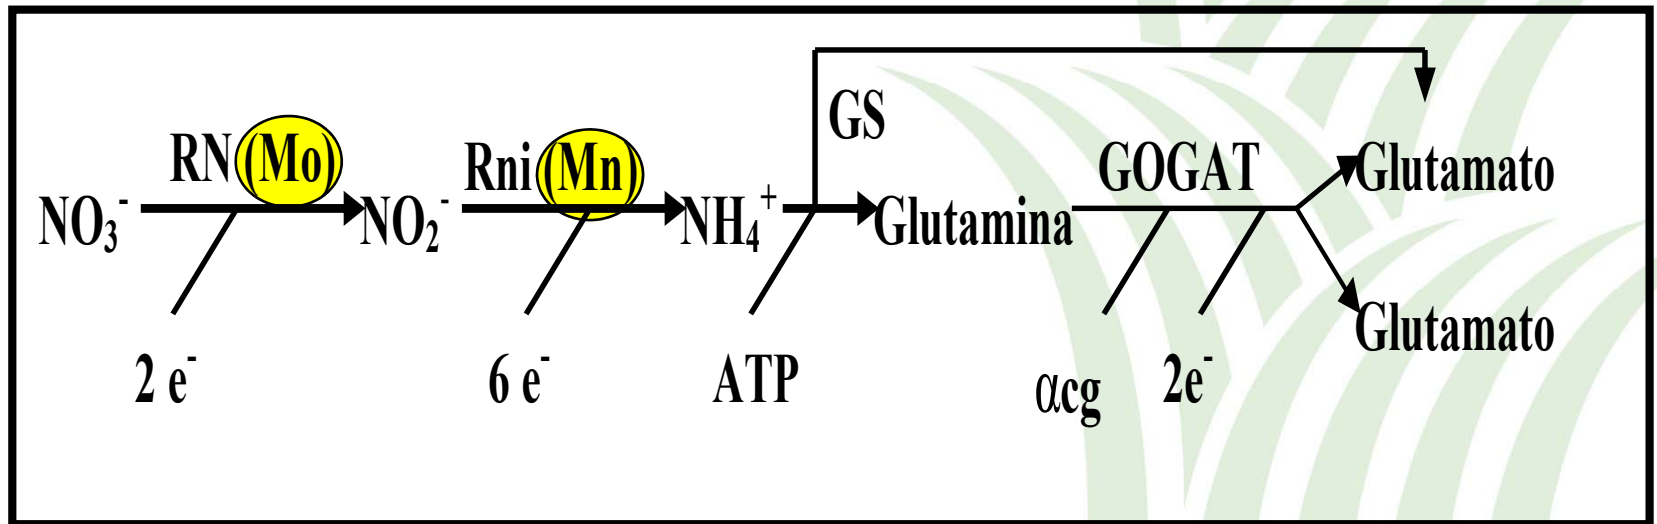 GS
RN (Mo) Rni (Mn) GOGAT Glutamato
NO₃⁻ NO₂⁻ NH₄⁺ Glutamina
Glutamato
2 e⁻ 6 e⁻ ATP αcg 2e⁻